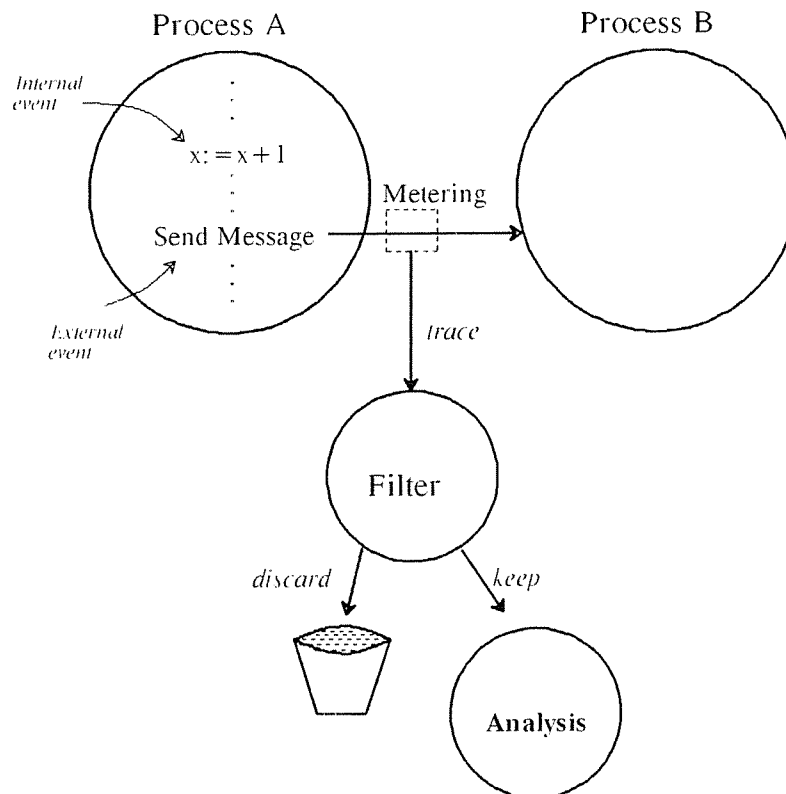 Process A
Process B
Internal
event
x: = x + 1
Metering
Send Message
External
event
trace
Filter
discard
keep
Analysis